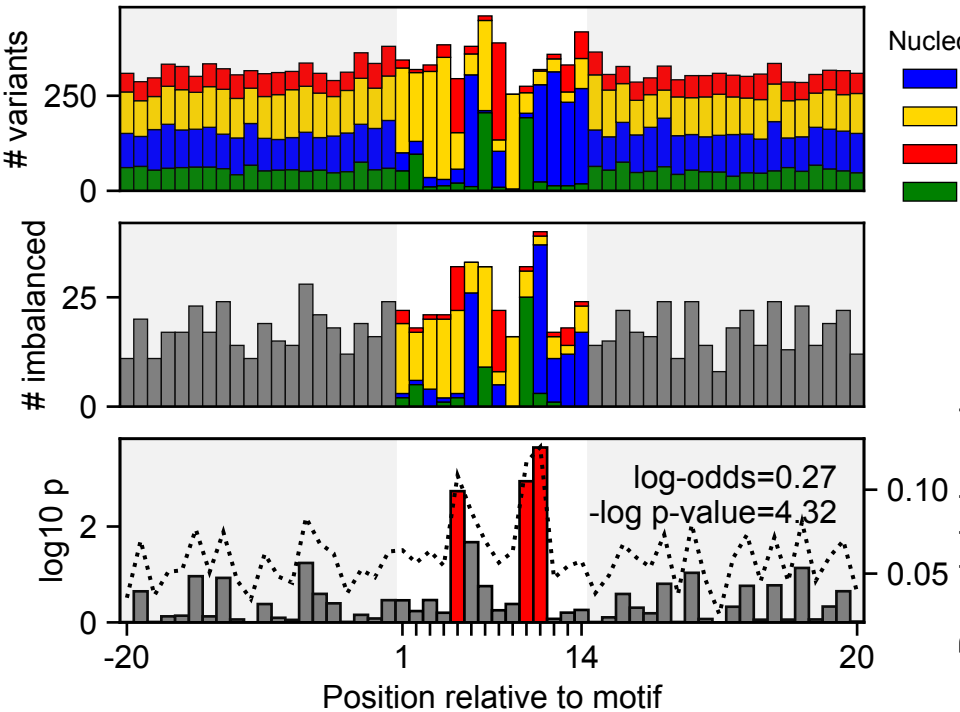 # variants
250
0
Nucleo
# imbalanced
25
0
log10 p
2
0
log-odds=0.27
-log p-value=4.32
0.10
0.05
-20
1
14
20
Position relative to motif